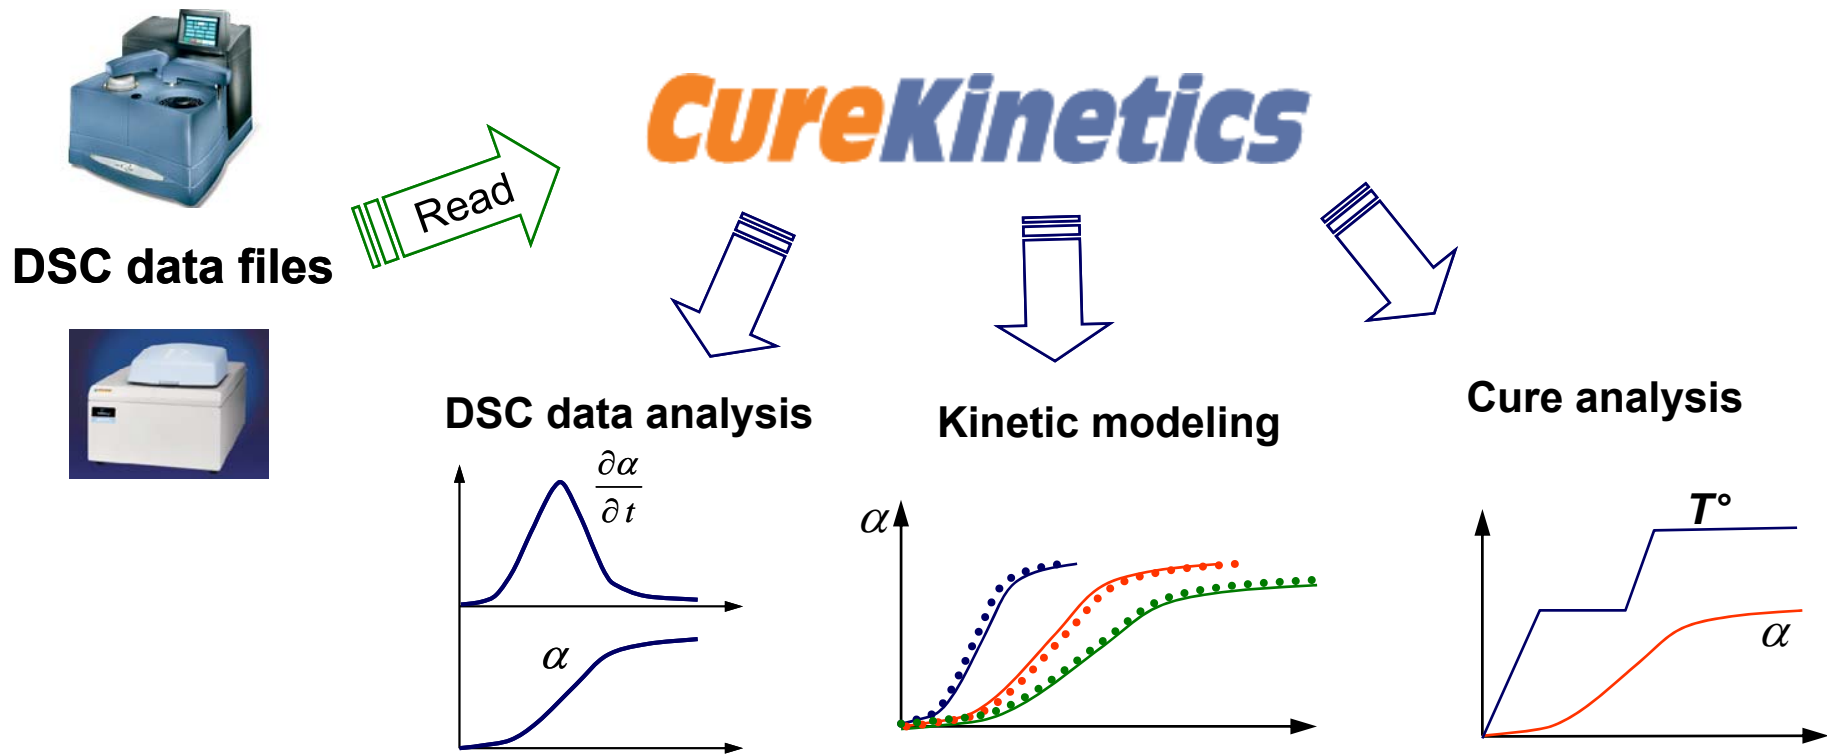 CureKinetics
Read
DSC data files
DSC data analysis
Kinetic modeling
Cure analysis
∂α
∂t
α
α
T°
α